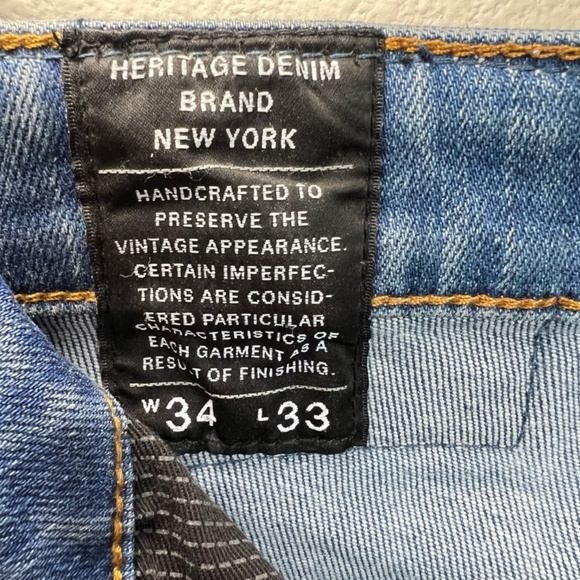 HERITAGE DENIM
BRAND
NEW YORK
HANDCRAFTED TO
PRESERVE THE
VINTAGE APPEARANCE.
CERTAIN IMPERFEC-
TIONS ARE CONSID-
ERED PARTICULAR
CHARACTERISTICS OF
EACH GARMENT AS A
RESULT OF FINISHING.
W34 L33